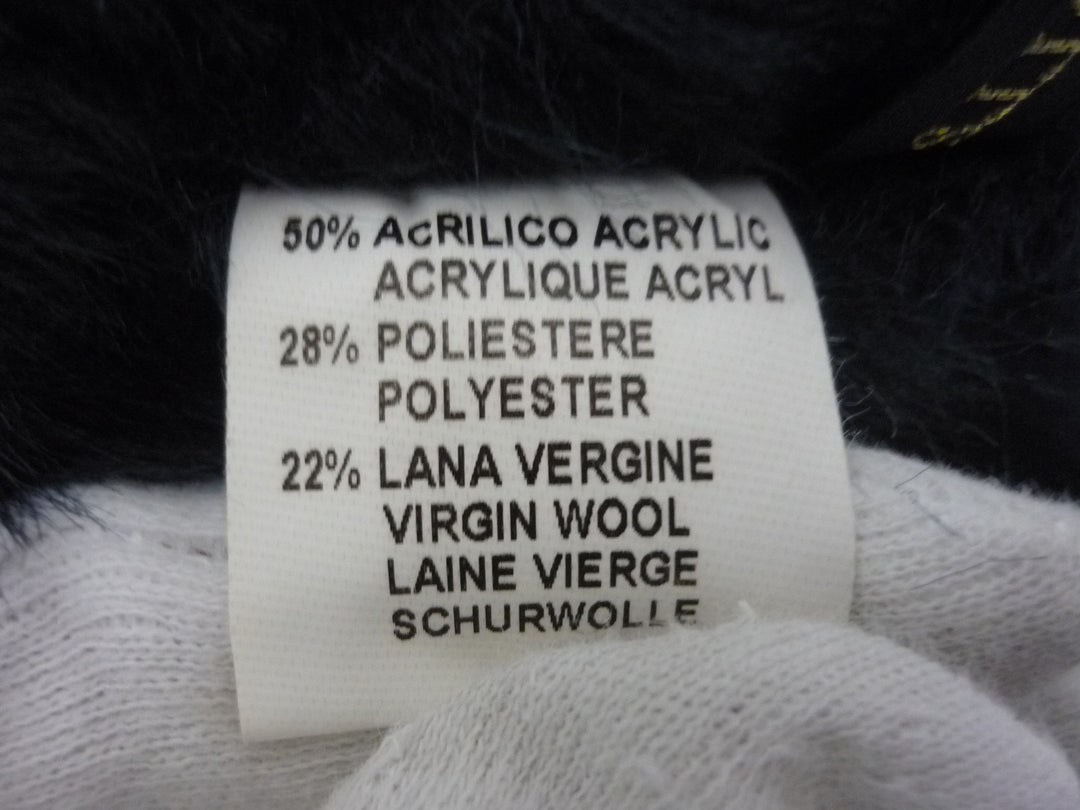 50% ACRILICO ACRYLIC
ACRYLIQUE ACRYL
28% POLIESTERE
POLYESTER
22% LANA VERGINE
VIRGIN WOOL
LAINE VIERGE
SCHURWOLLE